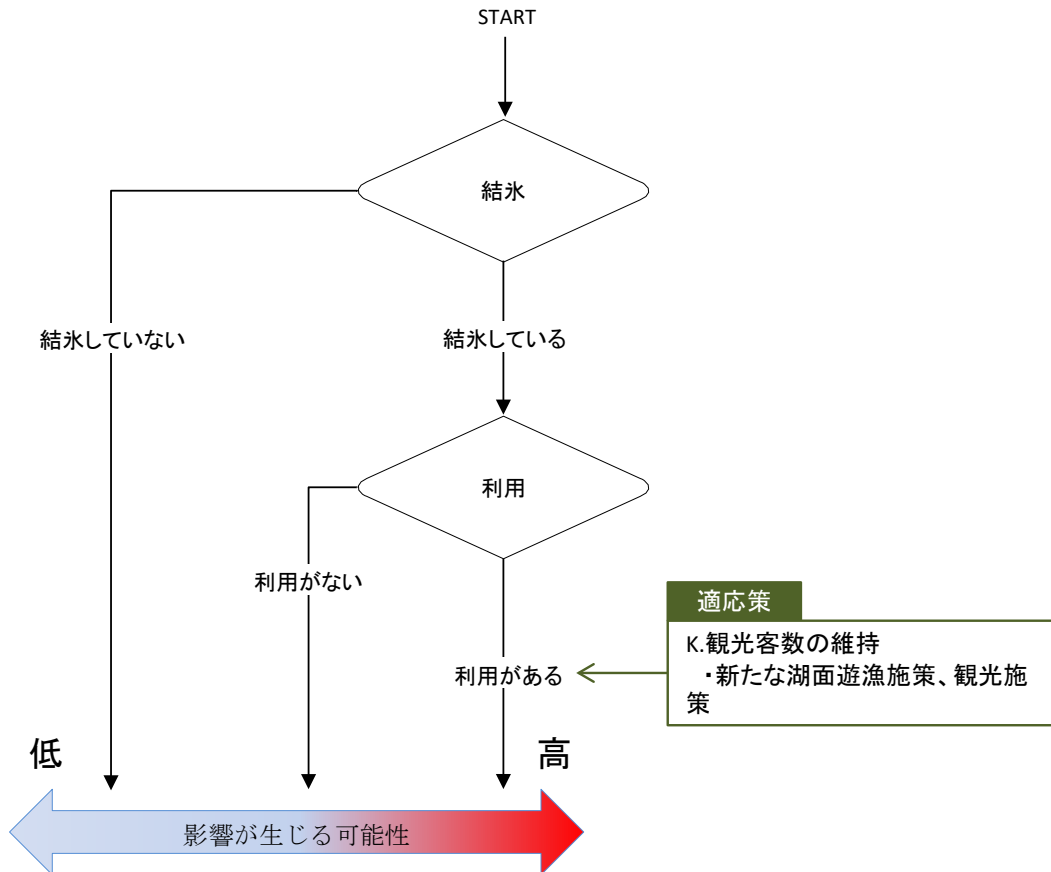 START
結氷
結氷していない
結氷している
利用
利用がない
適応策
K.観光客数の維持
・新たな湖面遊漁施策、観光施
策
利用がある
低
高
影響が生じる可能性